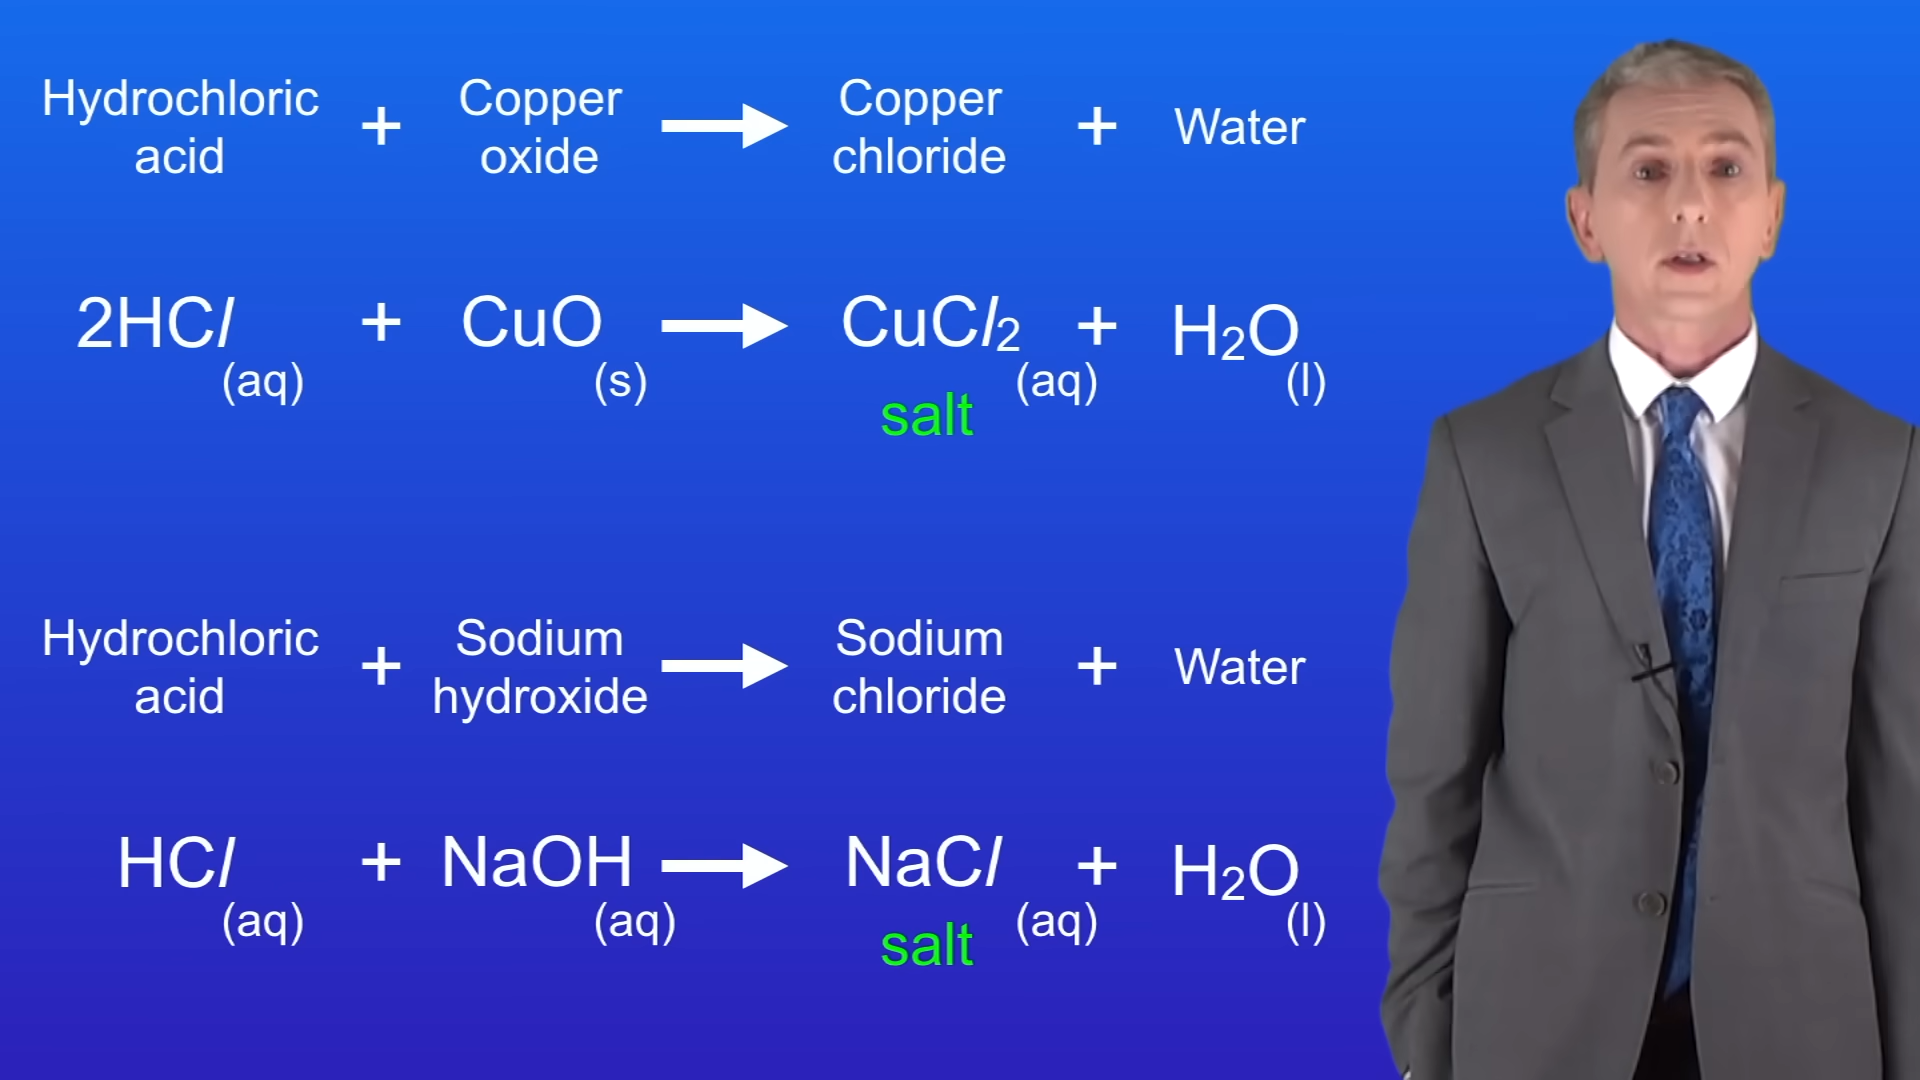 Hydrochloric acid + Copper oxide → Copper chloride + Water
2HCl(aq) + CuO(s) → CuCl2(aq) + H2O(l)
salt
Hydrochloric acid + Sodium hydroxide → Sodium chloride + Water
HCl(aq) + NaOH(aq) → NaCl(aq) + H2O(l)
salt